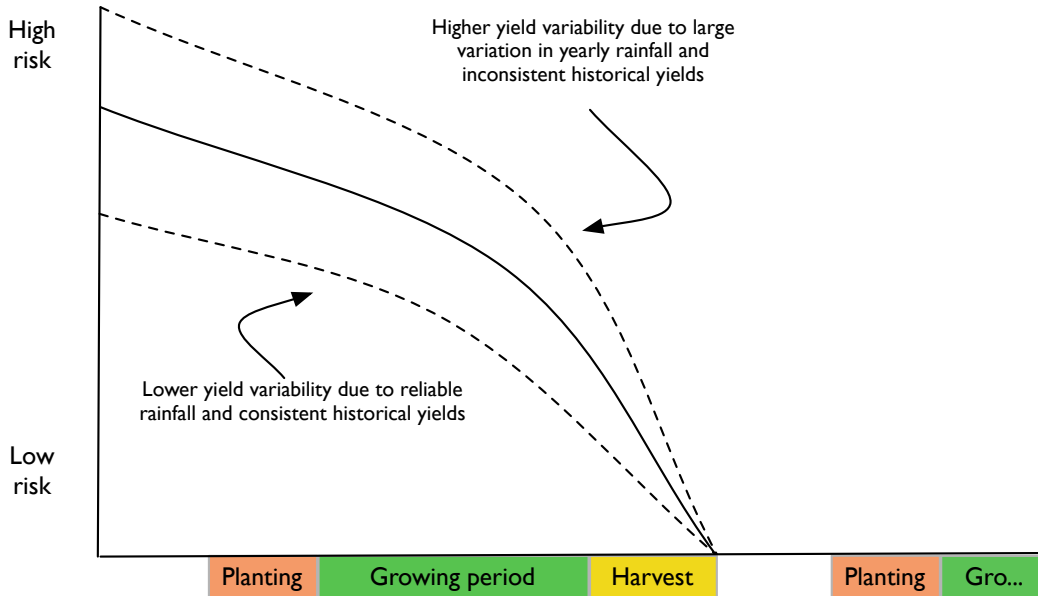 High
risk
Higher yield variability due to large
variation in yearly rainfall and
inconsistent historical yields
Lower yield variability due to reliable
rainfall and consistent historical yields
Low
risk
Planting
Growing period
Harvest
Planting
Gro...